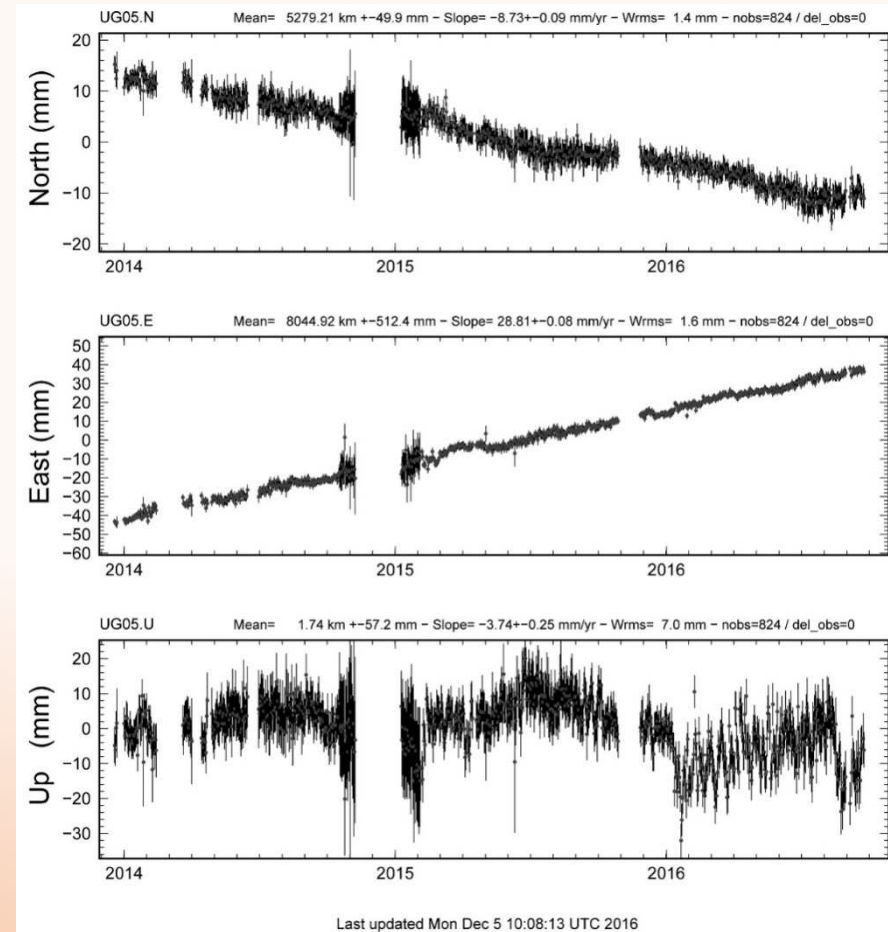 UG05.N Mean= 5279.21 km +−49.9 mm − Slope= −8.73+−0.09 mm/yr − Wrms= 1.4 mm − nobs=824 / del_obs=0
North (mm)
20
10
0
−10
−20
2014 2015 2016
UG05.E Mean= 8044.92 km +−512.4 mm − Slope= 28.81+−0.08 mm/yr − Wrms= 1.6 mm − nobs=824 / del_obs=0
East (mm)
50
40
30
20
10
0
−10
−20
−30
−40
−50
−60
2014 2015 2016
UG05.U Mean= 1.74 km +−57.2 mm − Slope= −3.74+−0.25 mm/yr − Wrms= 7.0 mm − nobs=824 / del_obs=0
Up (mm)
20
10
0
−10
−20
−30
2014 2015 2016
Last updated Mon Dec 5 10:08:13 UTC 2016